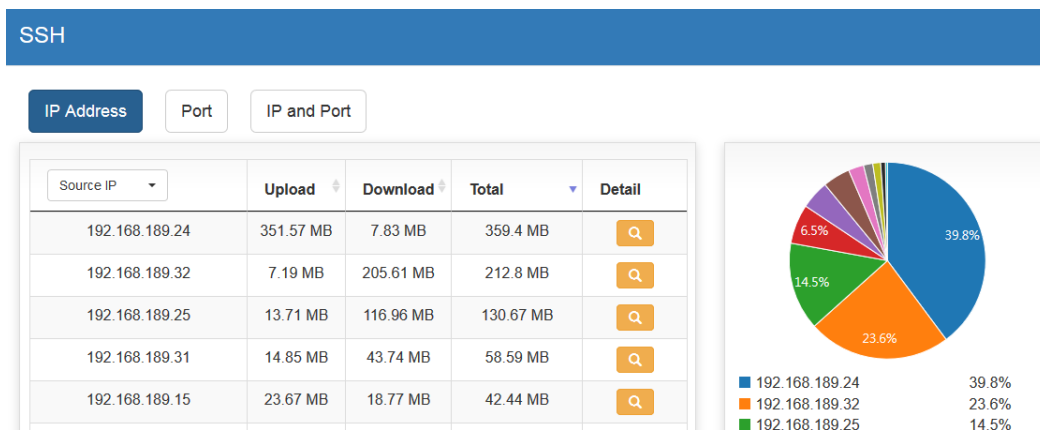 SSH
IP Address Port IP and Port
Source IP Upload Download Total Detail
192.168.189.24 351.57 MB 7.83 MB 359.4 MB
192.168.189.32 7.19 MB 205.61 MB 212.8 MB
192.168.189.25 13.71 MB 116.96 MB 130.67 MB
192.168.189.31 14.85 MB 43.74 MB 58.59 MB
192.168.189.15 23.67 MB 18.77 MB 42.44 MB
6.5% 39.8%
14.5%
23.6%
192.168.189.24 39.8%
192.168.189.32 23.6%
192.168.189.25 14.5%